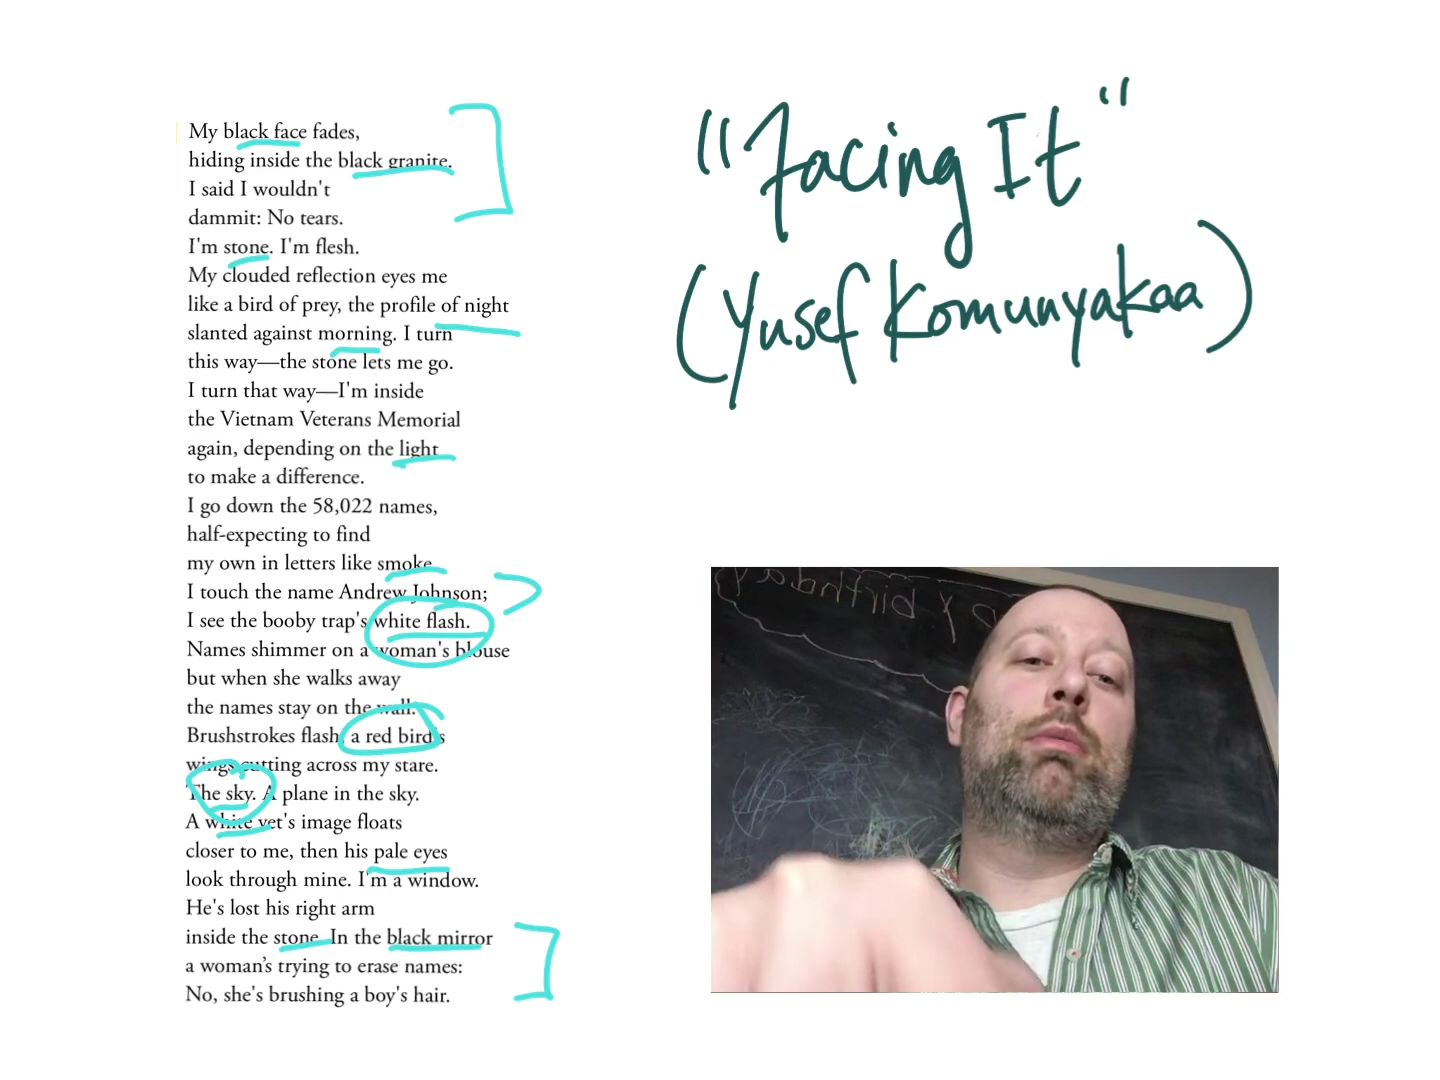 My black face fades,
hiding inside the black granite.
I said I wouldn't
dammit: No tears.
I'm stone. I'm flesh.
My clouded reflection eyes me
like a bird of prey, the profile of night
slanted against morning. I turn
this way—the stone lets me go.
I turn that way—I'm inside
the Vietnam Veterans Memorial
again, depending on the light
to make a difference.
I go down the 58,022 names,
half-expecting to find
my own in letters like smoke.
I touch the name Andrew Johnson;
I see the booby trap's white flash.
Names shimmer on a woman's blouse
but when she walks away
the names stay on the wall.
Brushstrokes flash, a red bird's
wings cutting across my stare.
The sky. A plane in the sky.
A white vet's image floats
closer to me, then his pale eyes
look through mine. I'm a window.
He's lost his right arm
inside the stone. In the black mirror
a woman's trying to erase names:
No, she's brushing a boy's hair.
"Facing It"
(Yusef Komunyakaa)
birthday